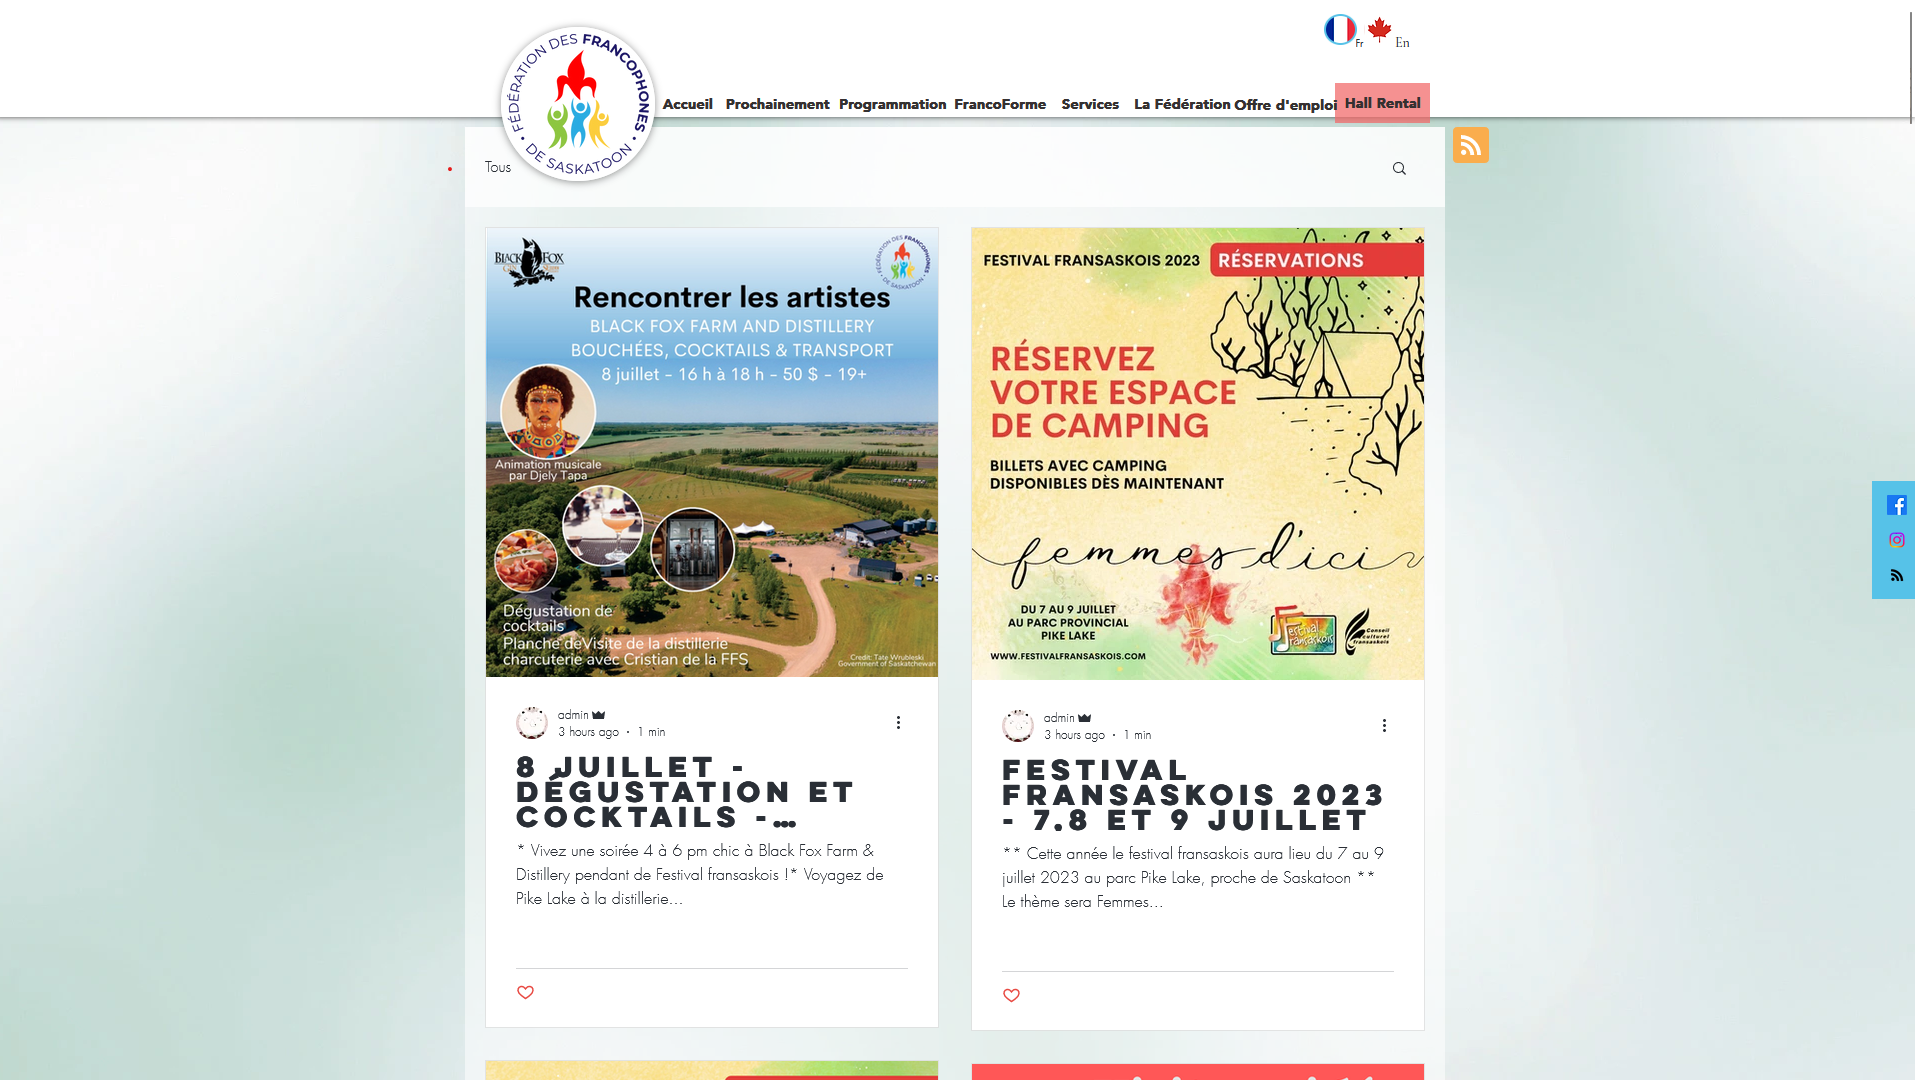 FÉDÉRATION DES FRANCOPHONES
• DE SASKATOON •
Fr
En
Accueil
Prochainement
Programmation
FrancoForme
Services
La Fédération
Offre d'emploi
Hall Rental
Tous
BLACK FOX
FÉDÉRATION DES FRANCOPHONES
• DE SASKATOON •
Rencontrer les artistes
BLACK FOX FARM AND DISTILLERY
BOUCHÉES, COCKTAILS & TRANSPORT
8 juillet - 16 h à 18 h - 50 $ - 19+
Animation musicale
par Djely Tapa
Dégustation de
cocktails
Planche deVisite de la distillerie
charcuterie avec Cristian de la FFS
Credit: Tate Wrubleski
Government of Saskatchewan
admin
3 hours ago · 1 min
8 JUILLET -
DÉGUSTATION ET
COCKTAILS -...
* Vivez une soirée 4 à 6 pm chic à Black Fox Farm &
Distillery pendant de Festival fransaskois !* Voyagez de
Pike Lake à la distillerie...
FESTIVAL FRANSASKOIS 2023
RÉSERVATIONS
RÉSERVEZ
VOTRE ESPACE
DE CAMPING
BILLETS AVEC CAMPING
DISPONIBLES DÈS MAINTENANT
femmes d'ici
DU 7 AU 9 JUILLET
AU PARC PROVINCIAL
PIKE LAKE
WWW.FESTIVALFRANSASKOIS.COM
Festival
fransaskois
Conseil
culturel
fransaskois
admin
3 hours ago · 1 min
FESTIVAL
FRANSASKOIS 2023
- 7,8 ET 9 JUILLET
** Cette année le festival fransaskois aura lieu du 7 au 9
juillet 2023 au parc Pike Lake, proche de Saskatoon **
Le thème sera Femmes...